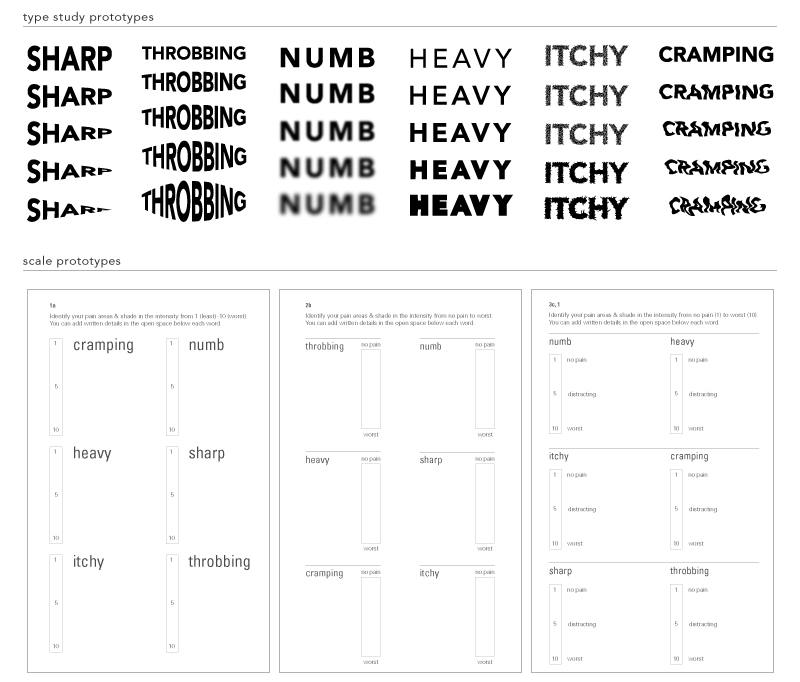 type study prototypes
SHARP THROBBING NUMB HEAVY ITCHY CRAMPING
SHARP THROBBING NUMB HEAVY ITCHY CRAMPING
SHARP THROBBING NUMB HEAVY ITCHY CRAMPING
SHARP THROBBING NUMB HEAVY ITCHY CRAMPING
SHARP THROBBING NUMB HEAVY ITCHY CRAMPING
scale prototypes
1a
Identify your pain areas & shade in the intensity from 1 (least)-10 (worst).
You can add written details in the open space below each word.
1 cramping 1 numb
5 5
10 10
1 heavy 1 sharp
5 5
10 10
1 itchy 1 throbbing
5 5
10 10
2b
Identify your pain areas & shade in the intensity from no pain to worst.
You can add written details in the open space below each word.
throbbing no pain numb no pain
worst worst
heavy no pain sharp no pain
worst worst
cramping no pain itchy no pain
worst worst
3c,1
Identify your pain areas & shade in the intensity from no pain (1) to worst (10).
You can add written details in the open space below each word.
numb heavy
1 no pain 1 no pain
5 distracting 5 distracting
10 worst 10 worst
itchy cramping
1 no pain 1 no pain
5 distracting 5 distracting
10 worst 10 worst
sharp throbbing
1 no pain 1 no pain
5 distracting 5 distracting
10 worst 10 worst